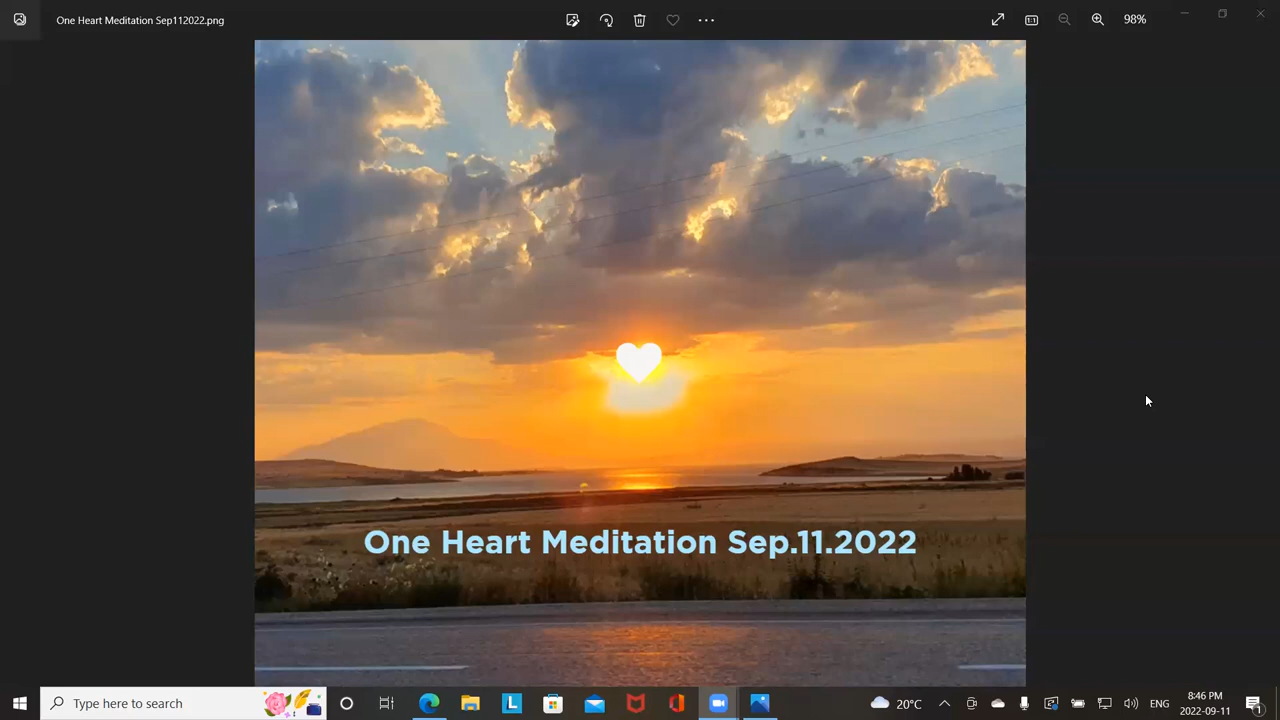 One Heart Meditation Sep112022.png
98%
One Heart Meditation Sep.11.2022
Type here to search
L
20°C
ENG
8:46 PM
2022-09-11
1